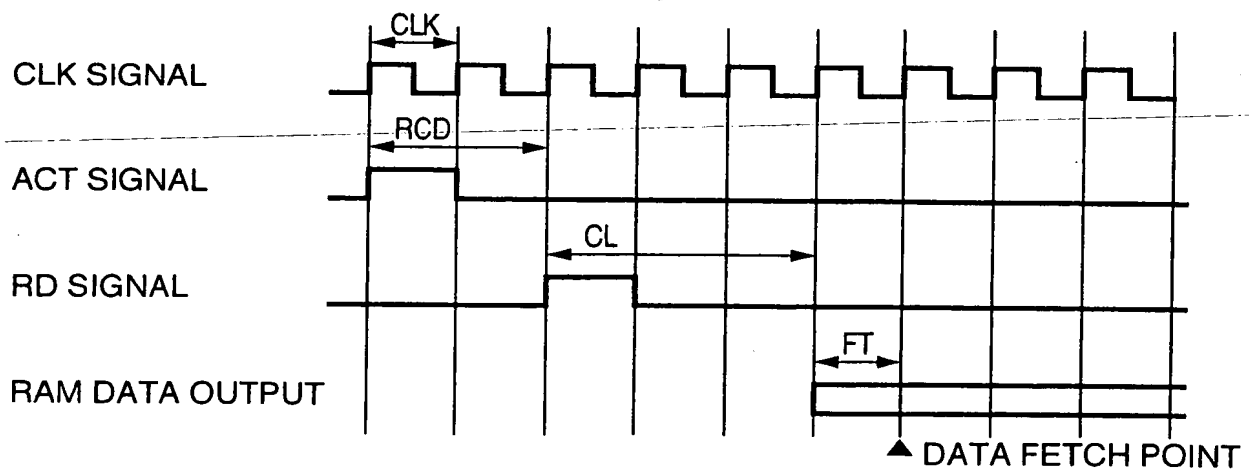 CLK
CLK SIGNAL
RCD
ACT SIGNAL
CL
RD SIGNAL
FT
RAM DATA OUTPUT
▲ DATA FETCH POINT